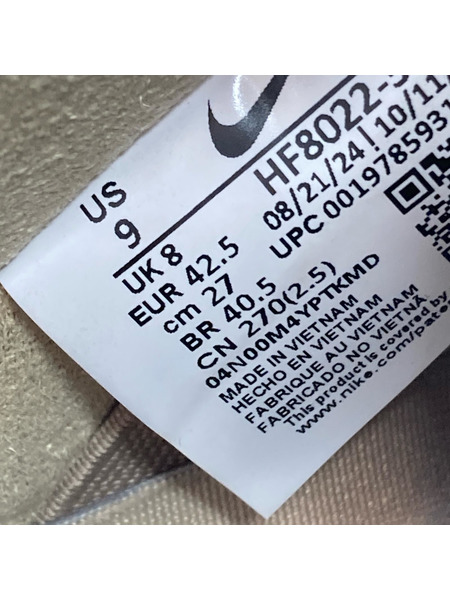 US
9
UK 8
EUR 42.5
cm 27
BR 40.5
CN 270(2.5)
04N00M4YPTKMD
MADE IN VIETNAM
HECHO EN VIETNAM
FABRIQUE AU VIETNAM
FABRICADO NO VIETNÃ
This product is covered by
www.nike.com/pate
HF8022-
08/21/24 | 10/11
UPC 0019785931